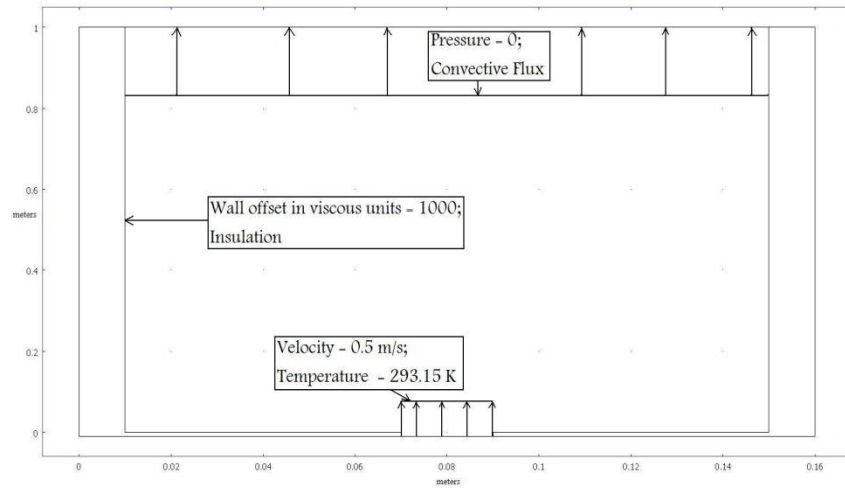 1
Pressure - 0;
Convective Flux
0.8
0.6
meters
Wall offset in viscous units - 1000;
Insulation
0.4
0.2
Velocity - 0.5 m/s;
Temperature - 293.15 K
0
0 0.02 0.04 0.06 0.08 0.1 0.12 0.14 0.16
meters